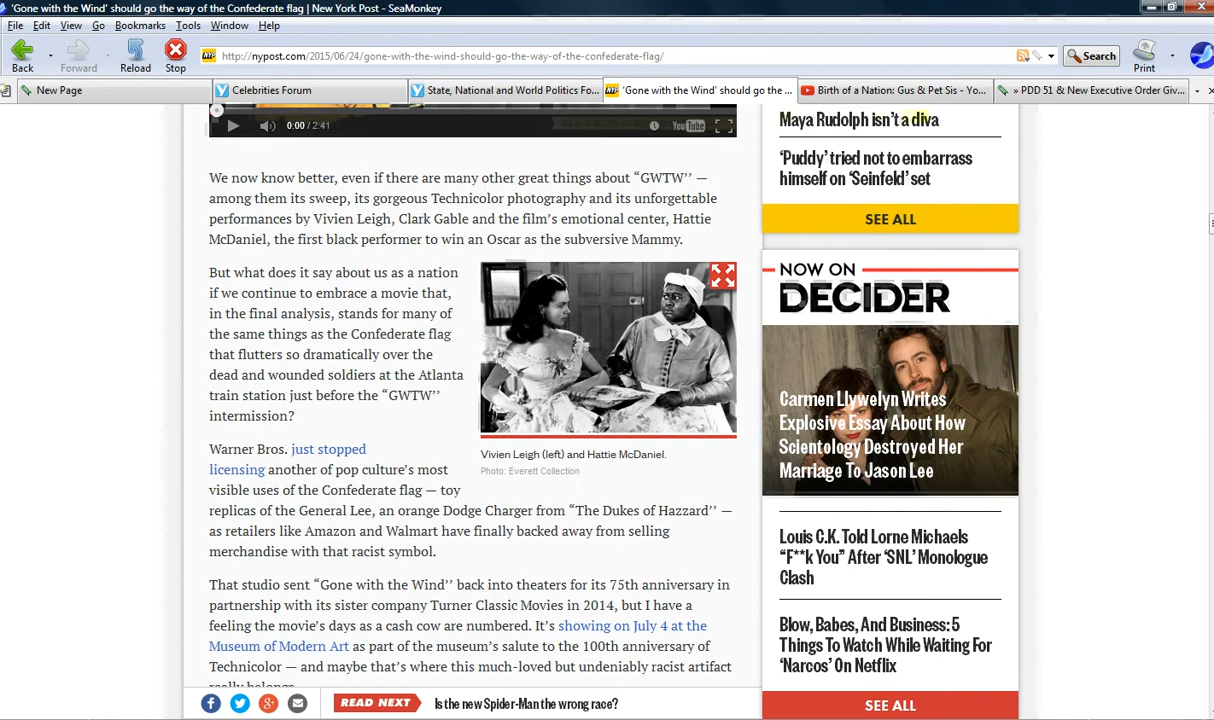 'Gone with the Wind' should go the way of the Confederate flag | New York Post - SeaMonkey
File Edit View Go Bookmarks Tools Window Help
Back
Forward
Reload
Stop
http://nypost.com/2015/06/24/gone-with-the-wind-should-go-the-way-of-the-confederate-flag/
Search
Print
New Page
Celebrities Forum
State, National and World Politics Fo...
'Gone with the Wind' should go the ...
Birth of a Nation: Gus & Pet Sis - Yo...
» PDD 51 & New Executive Order Giv...
0:00 / 2:41
YouTube
We now know better, even if there are many other great things about “GWTW’’ —
among them its sweep, its gorgeous Technicolor photography and its unforgettable
performances by Vivien Leigh, Clark Gable and the film’s emotional center, Hattie
McDaniel, the first black performer to win an Oscar as the subversive Mammy.
But what does it say about us as a nation
if we continue to embrace a movie that,
in the final analysis, stands for many of
the same things as the Confederate flag
that flutters so dramatically over the
dead and wounded soldiers at the Atlanta
train station just before the “GWTW’’
intermission?
Vivien Leigh (left) and Hattie McDaniel.
Photo: Everett Collection
Warner Bros. just stopped
licensing another of pop culture’s most
visible uses of the Confederate flag — toy
replicas of the General Lee, an orange Dodge Charger from “The Dukes of Hazzard’’ —
as retailers like Amazon and Walmart have finally backed away from selling
merchandise with that racist symbol.
That studio sent “Gone with the Wind’’ back into theaters for its 75th anniversary in
partnership with its sister company Turner Classic Movies in 2014, but I have a
feeling the movie’s days as a cash cow are numbered. It’s showing on July 4 at the
Museum of Modern Art as part of the museum’s salute to the 100th anniversary of
Technicolor — and maybe that’s where this much-loved but undeniably racist artifact
really belongs.
READ NEXT
Is the new Spider-Man the wrong race?
Maya Rudolph isn’t a diva
‘Puddy’ tried not to embarrass
himself on ‘Seinfeld’ set
SEE ALL
NOW ON
DECIDER
Carmen Llywelyn Writes
Explosive Essay About How
Scientology Destroyed Her
Marriage To Jason Lee
Louis C.K. Told Lorne Michaels
“F**k You” After ‘SNL’ Monologue
Clash
Blow, Babes, And Business: 5
Things To Watch While Waiting For
‘Narcos’ On Netflix
SEE ALL